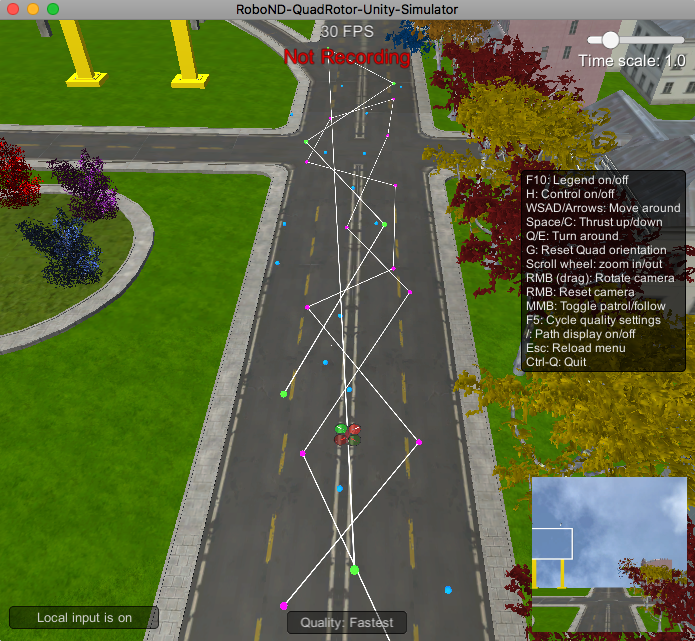 RoboND-QuadRotor-Unity-Simulator
30 FPS
Not Recording
Time scale: 1.0
F10: Legend on/off
H: Control on/off
WSAD/Arrows: Move around
Space/C: Thrust up/down
Q/E: Turn around
G: Reset Quad orientation
Scroll wheel: zoom in/out
RMB (drag): Rotate camera
RMB: Reset camera
MMB: Toggle patrol/follow
F5: Cycle quality settings
/: Path display on/off
Esc: Reload menu
Ctrl-Q: Quit
Local input is on
Quality: Fastest